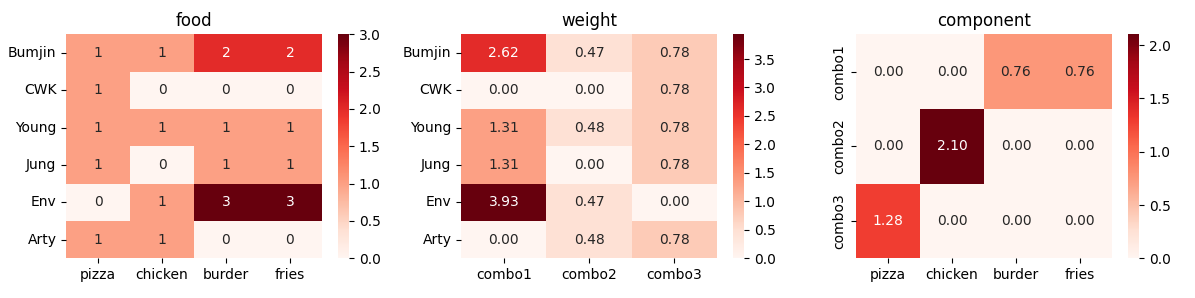 food
Bumjin 1 1 2 2
CWK 1 0 0 0
Young 1 1 1 1
Jung 1 0 1 1
Env 0 1 3 3
Arty 1 1 0 0
pizza chicken burder fries
3.0
2.5
2.0
1.5
1.0
0.5
0.0
weight
Bumjin 2.62 0.47 0.78
CWK 0.00 0.00 0.78
Young 1.31 0.48 0.78
Jung 1.31 0.00 0.78
Env 3.93 0.47 0.00
Arty 0.00 0.48 0.78
combo1 combo2 combo3
3.5
3.0
2.5
2.0
1.5
1.0
0.5
0.0
component
combo1 0.00 0.00 0.76 0.76
combo2 0.00 2.10 0.00 0.00
combo3 1.28 0.00 0.00 0.00
pizza chicken burder fries
2.0
1.5
1.0
0.5
0.0